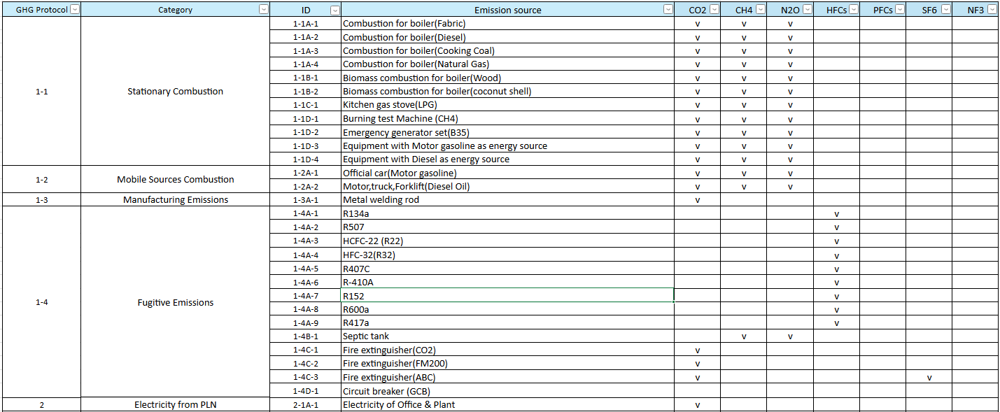 GHG Protocol Category ID Emission source CO2 CH4 N2O HFCs PFCs SF6 NF3
1-1A-1 Combustion for boiler(Fabric) v v v
1-1A-2 Combustion for boiler(Diesel) v v v
1-1A-3 Combustion for boiler(Cooking Coal) v v v
1-1A-4 Combustion for boiler(Natural Gas) v v v
1-1B-1 Biomass combustion for boiler(Wood) v v v
1-1 Stationary Combustion 1-1B-2 Biomass combustion for boiler(coconut shell) v v v
1-1C-1 Kitchen gas stove(LPG) v v v
1-1D-1 Burning test Machine (CH4) v v v
1-1D-2 Emergency generator set(B35) v v v
1-1D-3 Equipment with Motor gasoline as energy source v v v
1-1D-4 Equipment with Diesel as energy source v v v
1-2 Mobile Sources Combustion 1-2A-1 Official car(Motor gasoline) v v v
1-2A-2 Motor,truck,Forklift(Diesel Oil) v v v
1-3 Manufacturing Emissions 1-3A-1 Metal welding rod v
1-4A-1 R134a v
1-4A-2 R507 v
1-4A-3 HCFC-22 (R22) v
1-4A-4 HFC-32(R32) v
1-4A-5 R407C v
1-4A-6 R-410A v
1-4 Fugitive Emissions 1-4A-7 R152 v
1-4A-8 R600a v
1-4A-9 R417a v
1-4B-1 Septic tank v v
1-4C-1 Fire extinguisher(CO2) v
1-4C-2 Fire extinguisher(FM200) v
1-4C-3 Fire extinguisher(ABC) v v
1-4D-1 Circuit breaker (GCB)
2 Electricity from PLN 2-1A-1 Electricity of Office & Plant v